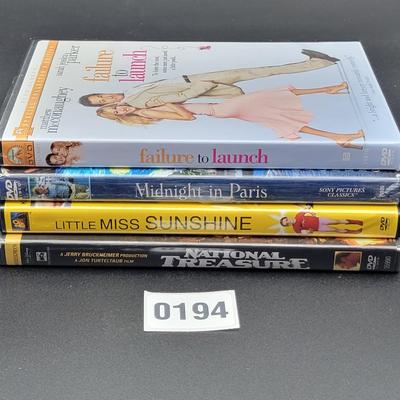 matthew
mcconaughey
sarah jessica
parker
failure
to
launch
failure to launch
DVD
Midnight in Paris
SONY PICTURES
CLASSICS
LITTLE MISS SUNSHINE
A JERRY BRUCKHEIMER PRODUCTION
A JON TURTELTAUB FILM
NATIONAL
TREASURE
DVD
0194